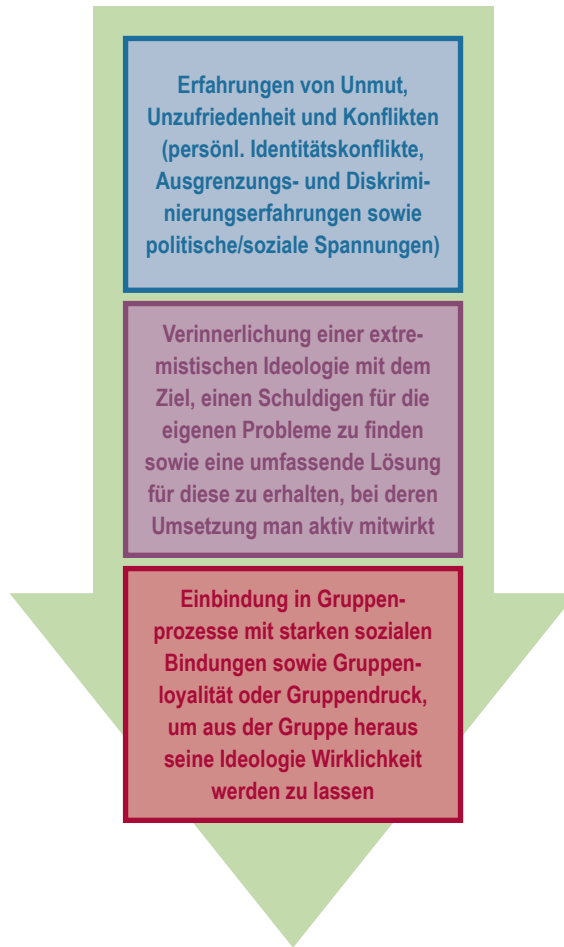 Erfahrungen von Unmut,
Unzufriedenheit und Konflikten
(persönl. Identitätskonflikte,
Ausgrenzungs- und Diskrimi-
nierungserfahrungen sowie
politische/soziale Spannungen)
Verinnerlichung einer extre-
mistischen Ideologie mit dem
Ziel, einen Schuldigen für die
eigenen Probleme zu finden
sowie eine umfassende Lösung
für diese zu erhalten, bei deren
Umsetzung man aktiv mitwirkt
Einbindung in Gruppen-
prozesse mit starken sozialen
Bindungen sowie Gruppen-
loyalität oder Gruppendruck,
um aus der Gruppe heraus
seine Ideologie Wirklichkeit
werden zu lassen